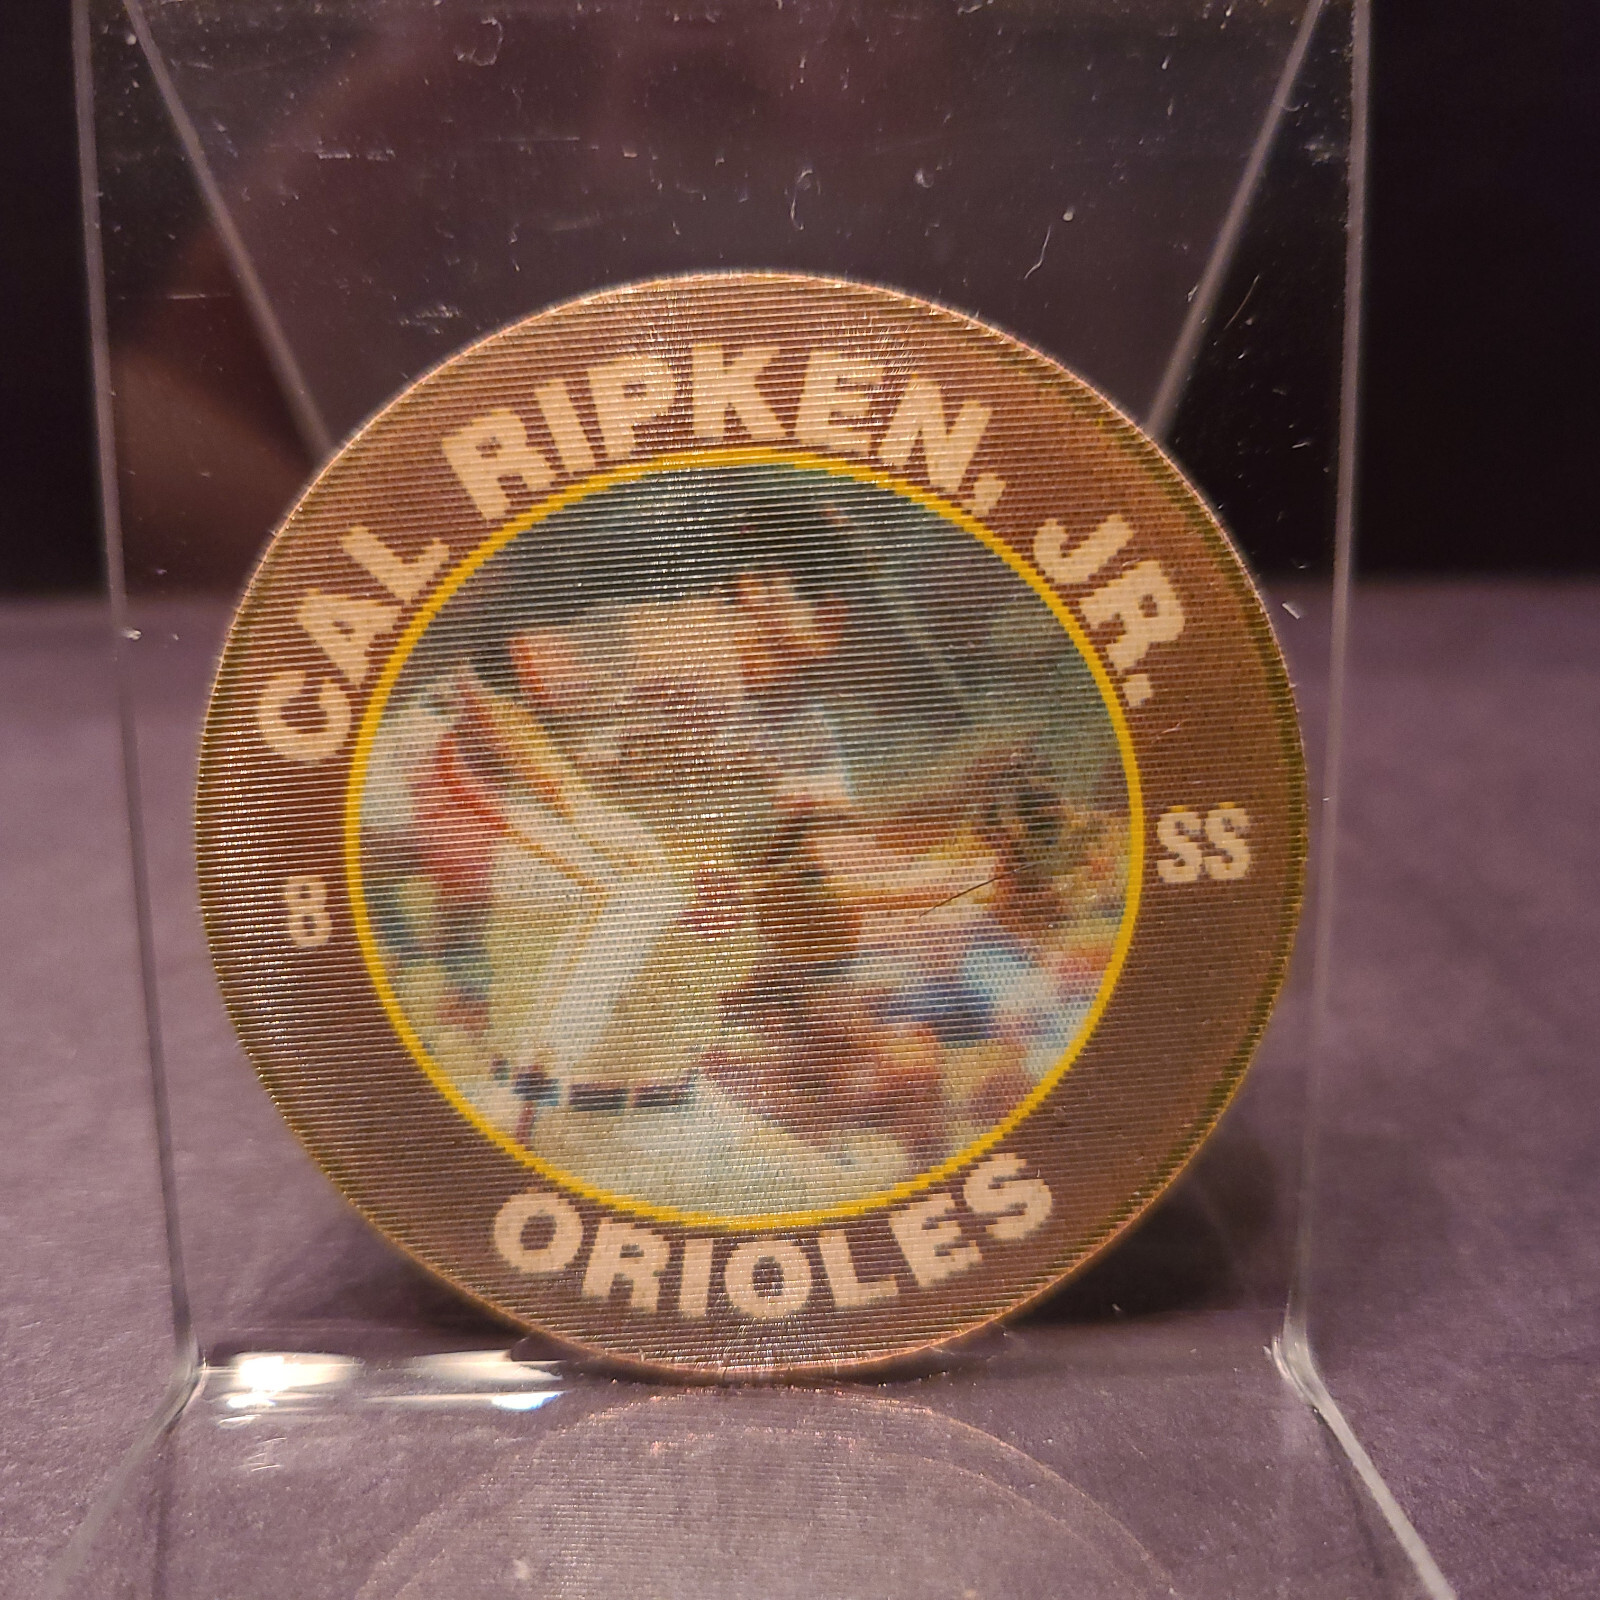 CAL RIPKEN, JR.
8
SS
ORIOLES